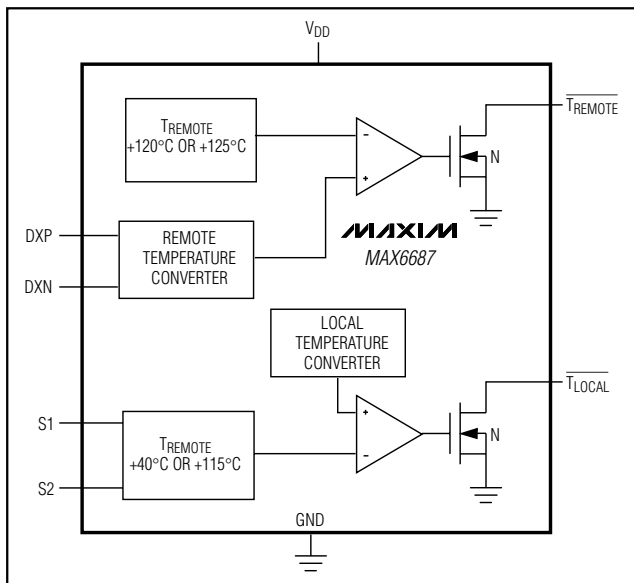 VDD
TREMOTE
+120°C OR +125°C
-
+
TREMOTE
N
DXP
DXN
REMOTE
TEMPERATURE
CONVERTER
MAXIM
MAX6687
LOCAL
TEMPERATURE
CONVERTER
TLOCAL
S1
S2
TREMOTE
+40°C OR +115°C
+
-
N
GND